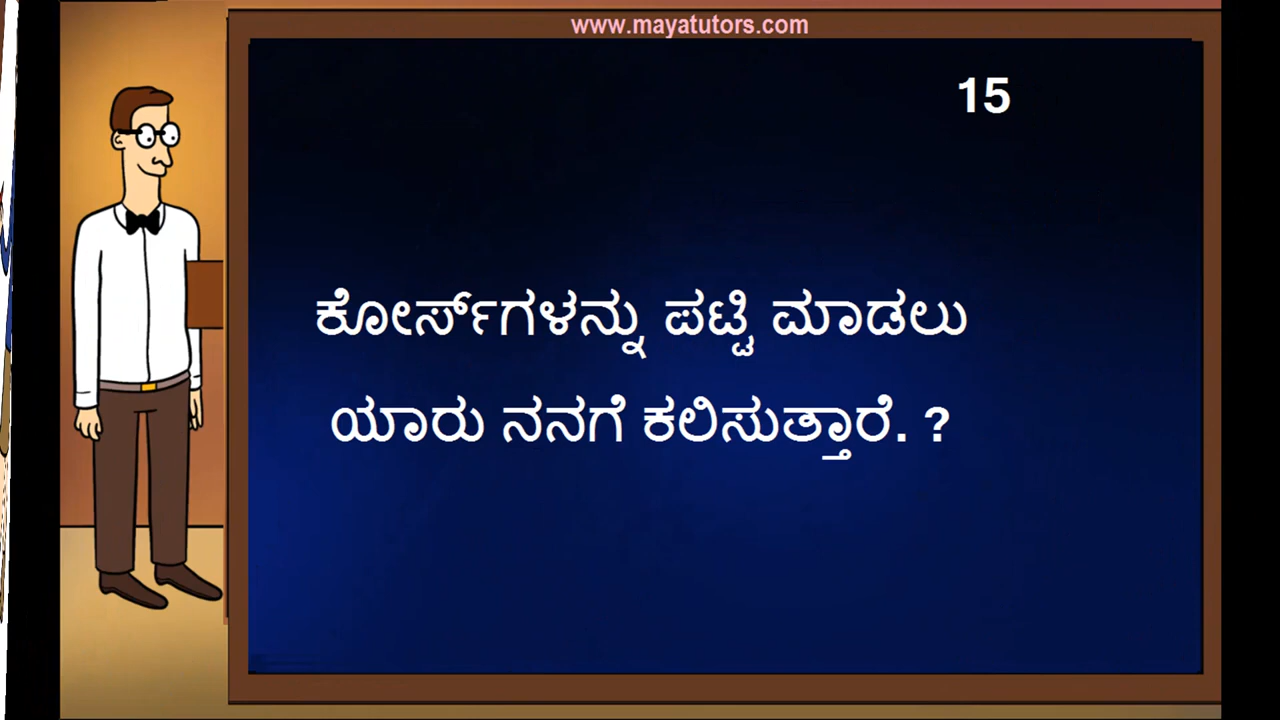 www.mayatutors.com
15
ಕೋರ್ಸ್‌ಗಳನ್ನು ಪಟ್ಟಿ ಮಾಡಲು
ಯಾರು ನನಗೆ ಕಲಿಸುತ್ತಾರೆ. ?